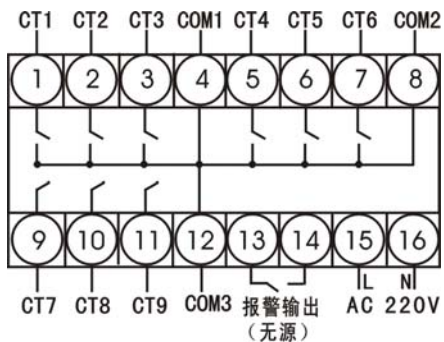 CT1 CT2 CT3 COM1 CT4 CT5 CT6 COM2
1 2 3 4 5 6 7 8
9 10 11 12 13 14 15 16
CT7 CT8 CT9 COM3 报警输出 L N
(无源) AC 220V